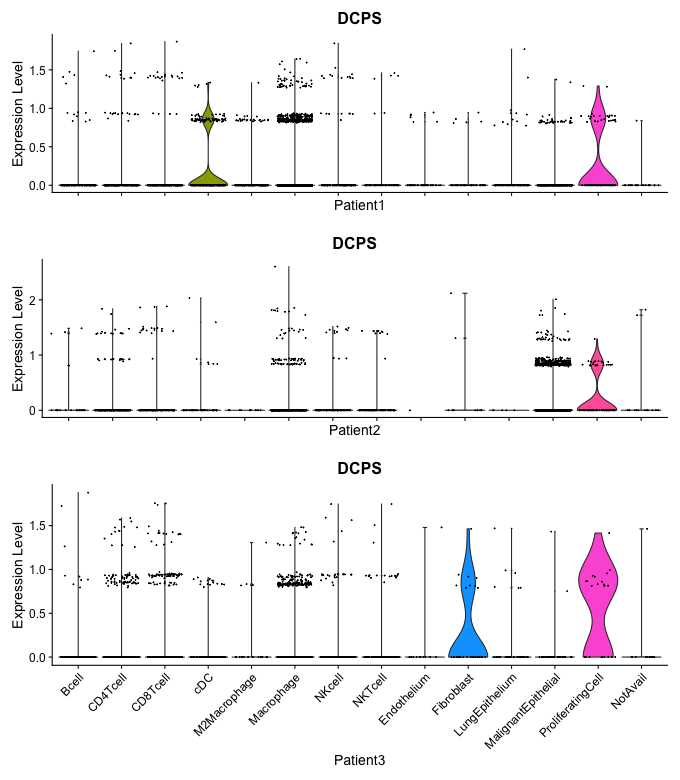 DCPS
Expression Level
1.5
1.0
0.5
0.0
Patient1
DCPS
Expression Level
2
1
0
Patient2
DCPS
Expression Level
1.5
1.0
0.5
0.0
Bcell
CD4Tcell
CD8Tcell
cDC
M2Macrophage
Macrophage
NKcell
NKTcell
Endothelium
Fibroblast
LungEpithelium
MalignantEpithelial
ProliferatingCell
NotAvail
Patient3